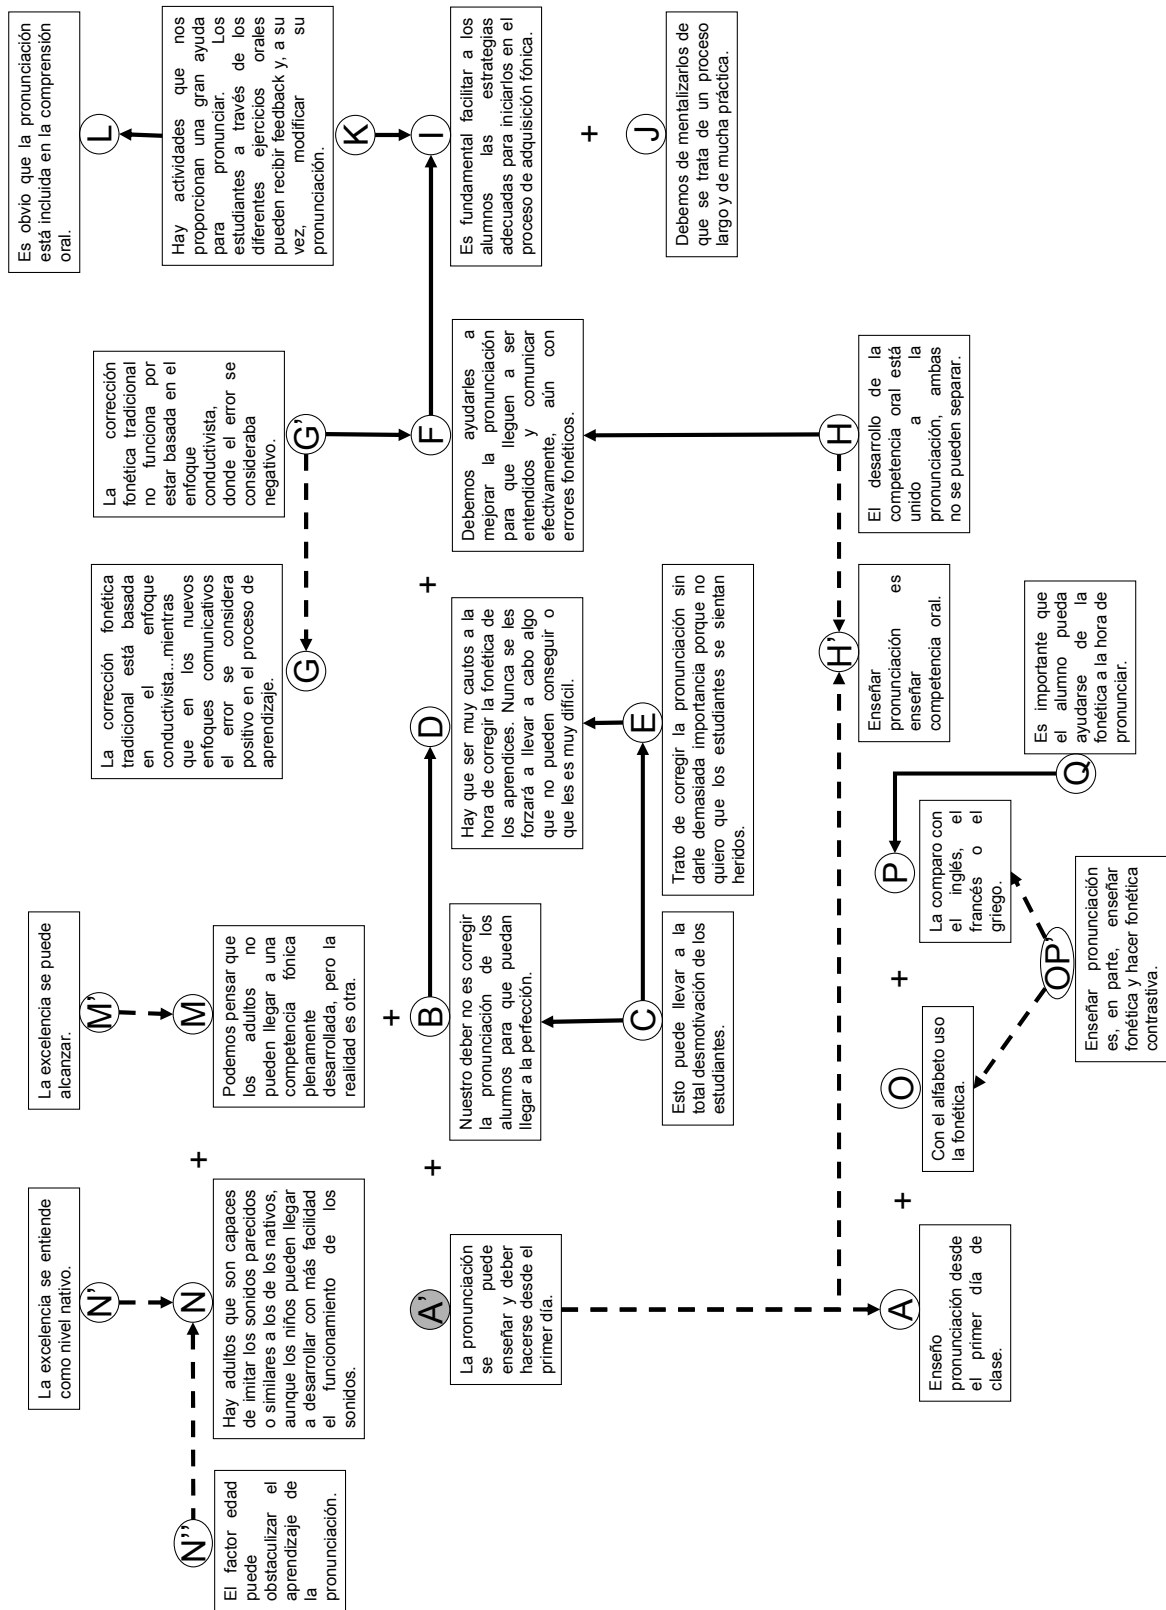 La excelencia se entiende
como nivel nativo.
N'
La excelencia se puede
alcanzar.
M'
Es obvio que la pronunciación
está incluida en la comprensión
oral.
L
N''
El factor edad
puede
obstaculizar el
aprendizaje de
la
pronunciación.
N
Hay adultos que son capaces
de imitar los sonidos parecidos
o similares a los de los nativos,
aunque los niños pueden llegar
a desarrollar con más facilidad
el funcionamiento de los
sonidos.
+
M
Podemos pensar que
los adultos no
pueden llegar a una
competencia fónica
plenamente
desarrollada, pero la
realidad es otra.
La corrección fonética
tradicional está basada
en el enfoque
conductivista...mientras
que en los nuevos
enfoques comunicativos
el error se considera
positivo en el proceso de
aprendizaje.
G
La corrección
fonética tradicional
no funciona por
estar basada en el
enfoque
conductivista,
donde el error se
consideraba
negativo.
G'
Hay actividades que nos
proporcionan una gran ayuda
para pronunciar. Los
estudiantes a través de los
diferentes ejercicios orales
pueden recibir feedback y, a su
vez, modificar su
pronunciación.
K
+
A'
La pronunciación
se puede
enseñar y deber
hacerse desde el
primer día.
+
B
Nuestro deber no es corregir
la pronunciación de los
alumnos para que puedan
llegar a la perfección.
D
Hay que ser muy cautos a la
hora de corregir la fonética de
los aprendices. Nunca se les
forzará a llevar a cabo algo
que no pueden conseguir o
que les es muy difícil.
+
F
Debemos ayudarles a
mejorar la pronunciación
para que lleguen a ser
entendidos y comunicar
efectivamente, aún con
errores fonéticos.
I
Es fundamental facilitar a los
alumnos las estrategias
adecuadas para iniciarlos en el
proceso de adquisición fónica.
+
C
Esto puede llevar a la
total desmotivación de los
estudiantes.
E
Trato de corregir la pronunciación sin
darle demasiada importancia porque no
quiero que los estudiantes se sientan
heridos.
J
Debemos de mentalizarlos de
que se trata de un proceso
largo y de mucha práctica.
H'
Enseñar
pronunciación es
enseñar
competencia oral.
H
El desarrollo de la
competencia oral está
unido a la
pronunciación, ambas
no se pueden separar.
A
Enseño
pronunciación desde
el primer día de
clase.
+
O
Con el alfabeto uso
la fonética.
+
P
La comparo con
el inglés, el
francés o el
griego.
OP'
Enseñar pronunciación
es, en parte, enseñar
fonética y hacer fonética
contrastiva.
Es importante que
el alumno pueda
ayudarse de la
fonética a la hora de
pronunciar.
Q